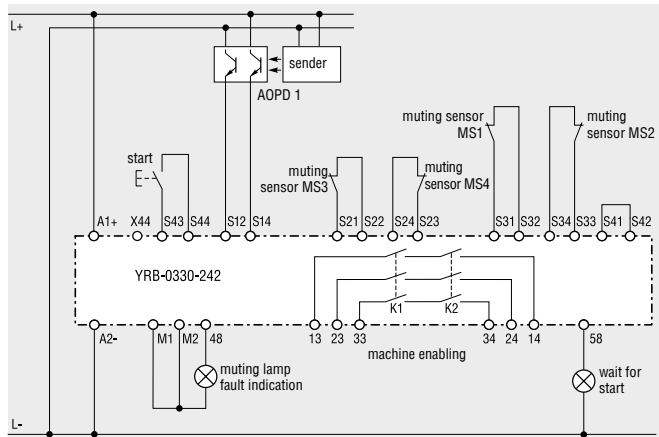 L+
sender
AOPD 1
muting sensor
MS1
muting
sensor MS2
start
muting
sensor MS3
muting
sensor MS4
A1+ X44 S43 S44 S12 S14 S21 S22 S24 S23 S31 S32 S34 S33 S41 S42
YRB-0330-242
K1 K2
A2- M1 M2 48 13 23 33 34 24 14 58
machine enabling
muting lamp
fault indication
wait for
start
L-